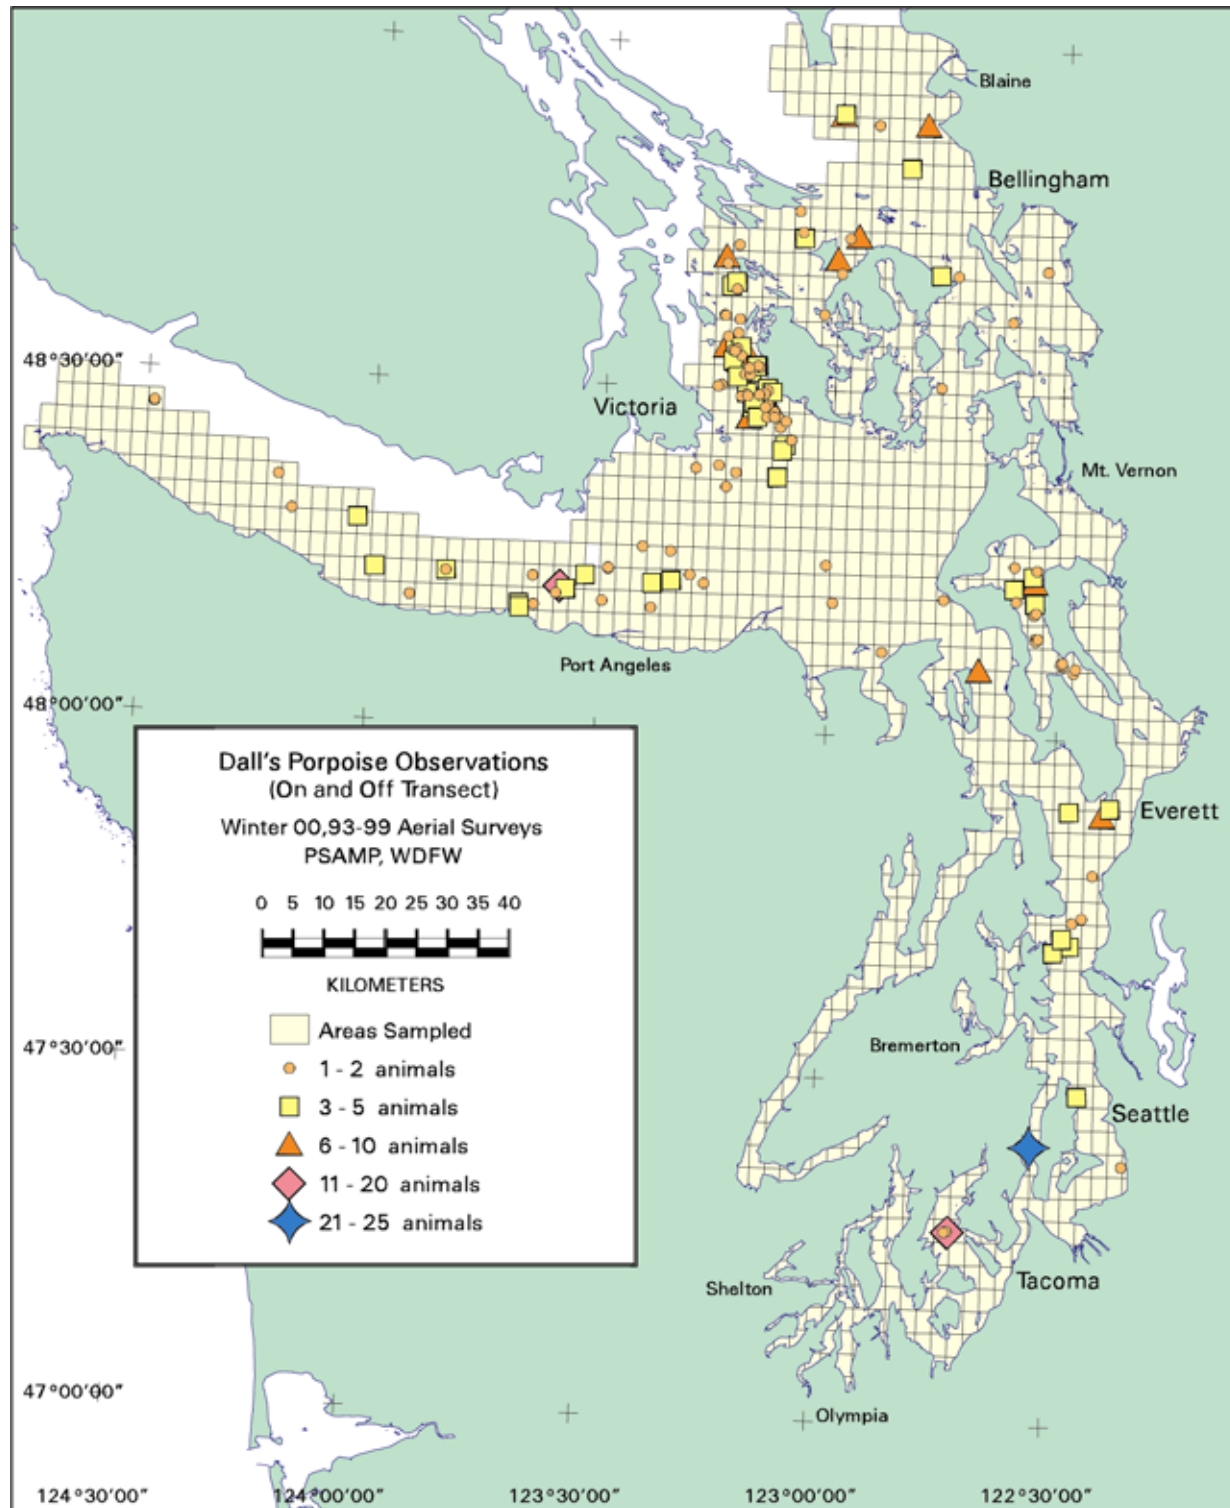 Blaine
Bellingham
48°30'00"
Victoria
Mt. Vernon
Port Angeles
48°00'00"
Dall's Porpoise Observations
(On and Off Transect)
Winter 00,93-99 Aerial Surveys
PSAMP, WDFW
Everett
0 5 10 15 20 25 30 35 40
KILOMETERS
Areas Sampled
1 - 2 animals
3 - 5 animals
6 - 10 animals
11 - 20 animals
21 - 25 animals
47°30'00"
Bremerton
Seattle
Tacoma
Shelton
47°00'00"
Olympia
124°30'00" 124°00'00" 123°30'00" 123°00'00" 122°30'00"